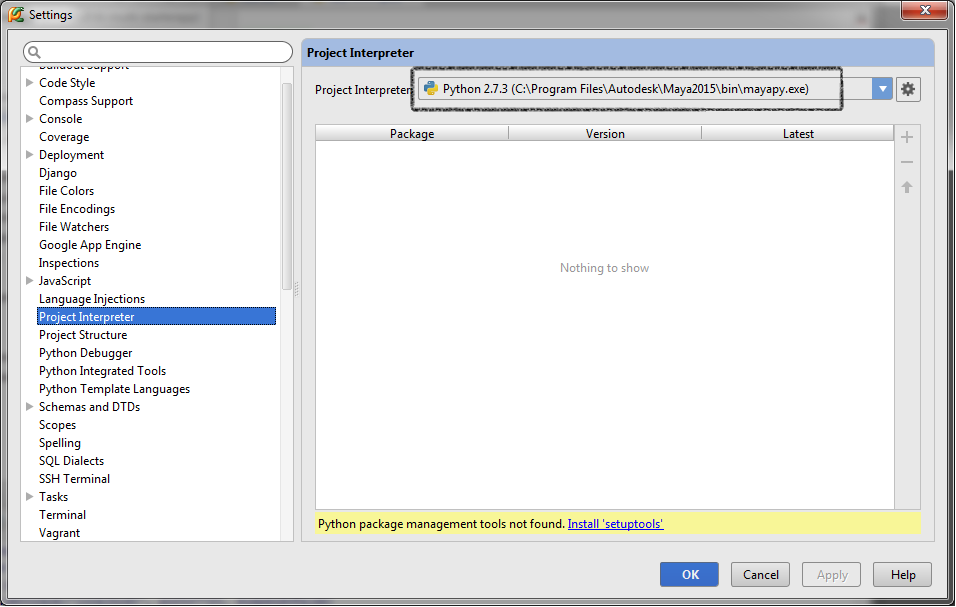 Settings
Buildout Support
Code Style
Compass Support
Console
Coverage
Deployment
Django
File Colors
File Encodings
File Watchers
Google App Engine
Inspections
JavaScript
Language Injections
Project Interpreter
Project Structure
Python Debugger
Python Integrated Tools
Python Template Languages
Schemas and DTDs
Scopes
Spelling
SQL Dialects
SSH Terminal
Tasks
Terminal
Vagrant
Project Interpreter
Project Interpreter Python 2.7.3 (C:\Program Files\Autodesk\Maya2015\bin\mayapy.exe)
Package Version Latest
Nothing to show
Python package management tools not found. Install 'setuptools'
OK Cancel Apply Help